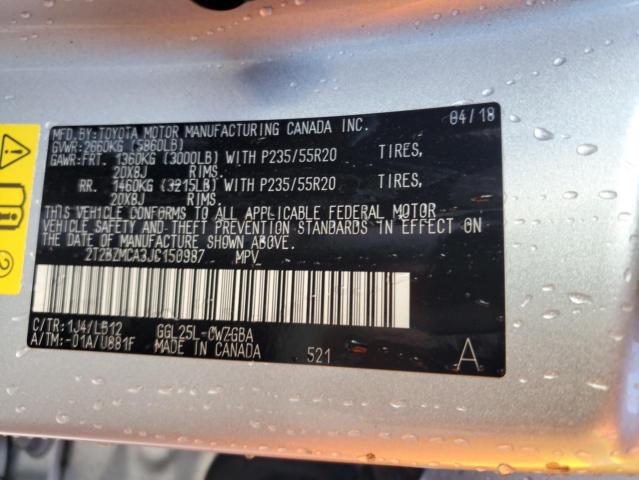 MFD.BY:TOYOTA MOTOR MANUFACTURING CANADA INC. 04/18
GVWR:2660KG (5860LB)
GAWR:FRT. 1360KG (3000LB) WITH P235/55R20 TIRES,
20X8J RIMS.
RR. 1460KG (3215LB) WITH P235/55R20 TIRES,
20X8J RIMS.
THIS VEHICLE CONFORMS TO ALL APPLICABLE FEDERAL MOTOR
VEHICLE SAFETY AND THEFT PREVENTION STANDARDS IN EFFECT ON
THE DATE OF MANUFACTURE SHOWN ABOVE.
2T2BZMCA3JC150987 MPV
C/TR:1J4/LB12 GGL25L-CWZGBA
A/TM:-01A/U881F MADE IN CANADA 521 A
2